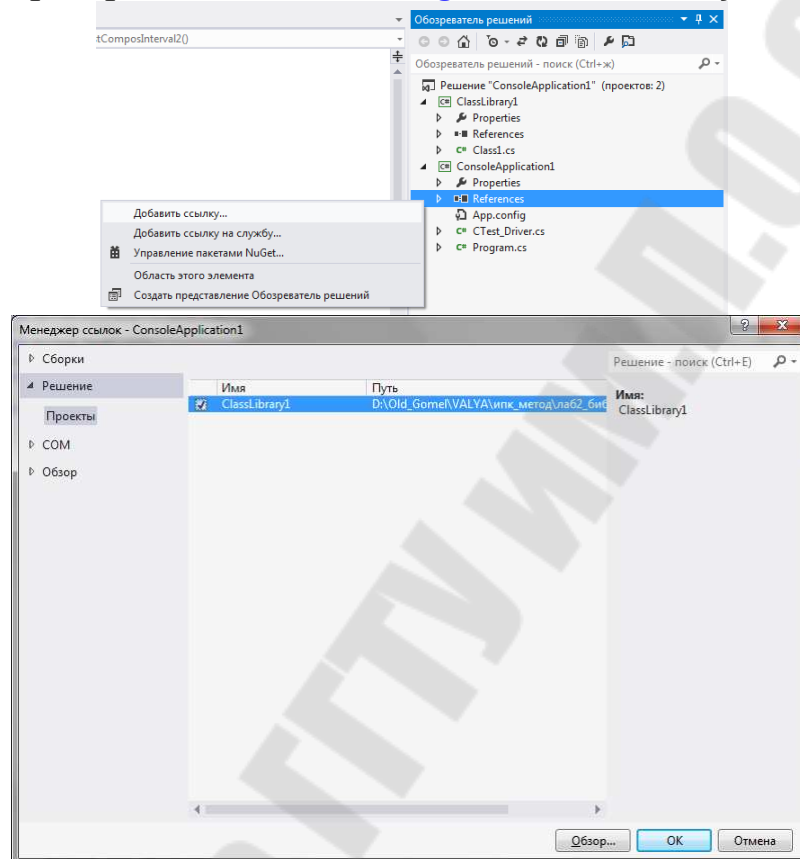 Обозреватель решений
tComposInterval2()
Обозреватель решений - поиск (Ctrl+ж)
Решение "ConsoleApplication1" (проектов: 2)
ClassLibrary1
Properties
References
Class1.cs
ConsoleApplication1
Properties
References
App.config
CTest_Driver.cs
Program.cs
Добавить ссылку...
Добавить ссылку на службу...
Управление пакетами NuGet...
Область этого элемента
Создать представление Обозреватель решений
Менеджер ссылок - ConsoleApplication1
Сборки
Решение
Проекты
COM
Обзор
Решение - поиск (Ctrl+E)
Имя Путь
ClassLibrary1 D:\Old_Gomel\VALYA\ипк_метод\лаб2_биб
Имя:
ClassLibrary1
Обзор... OK Отмена